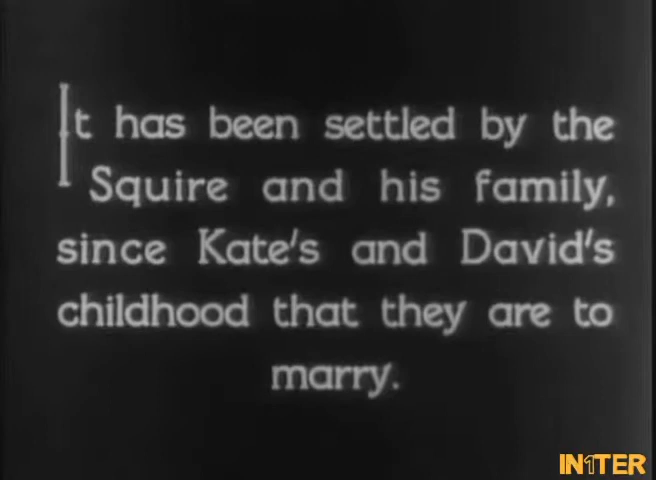 It has been settled by the
Squire and his family,
since Kate's and David's
childhood that they are to
marry.
IN1TER